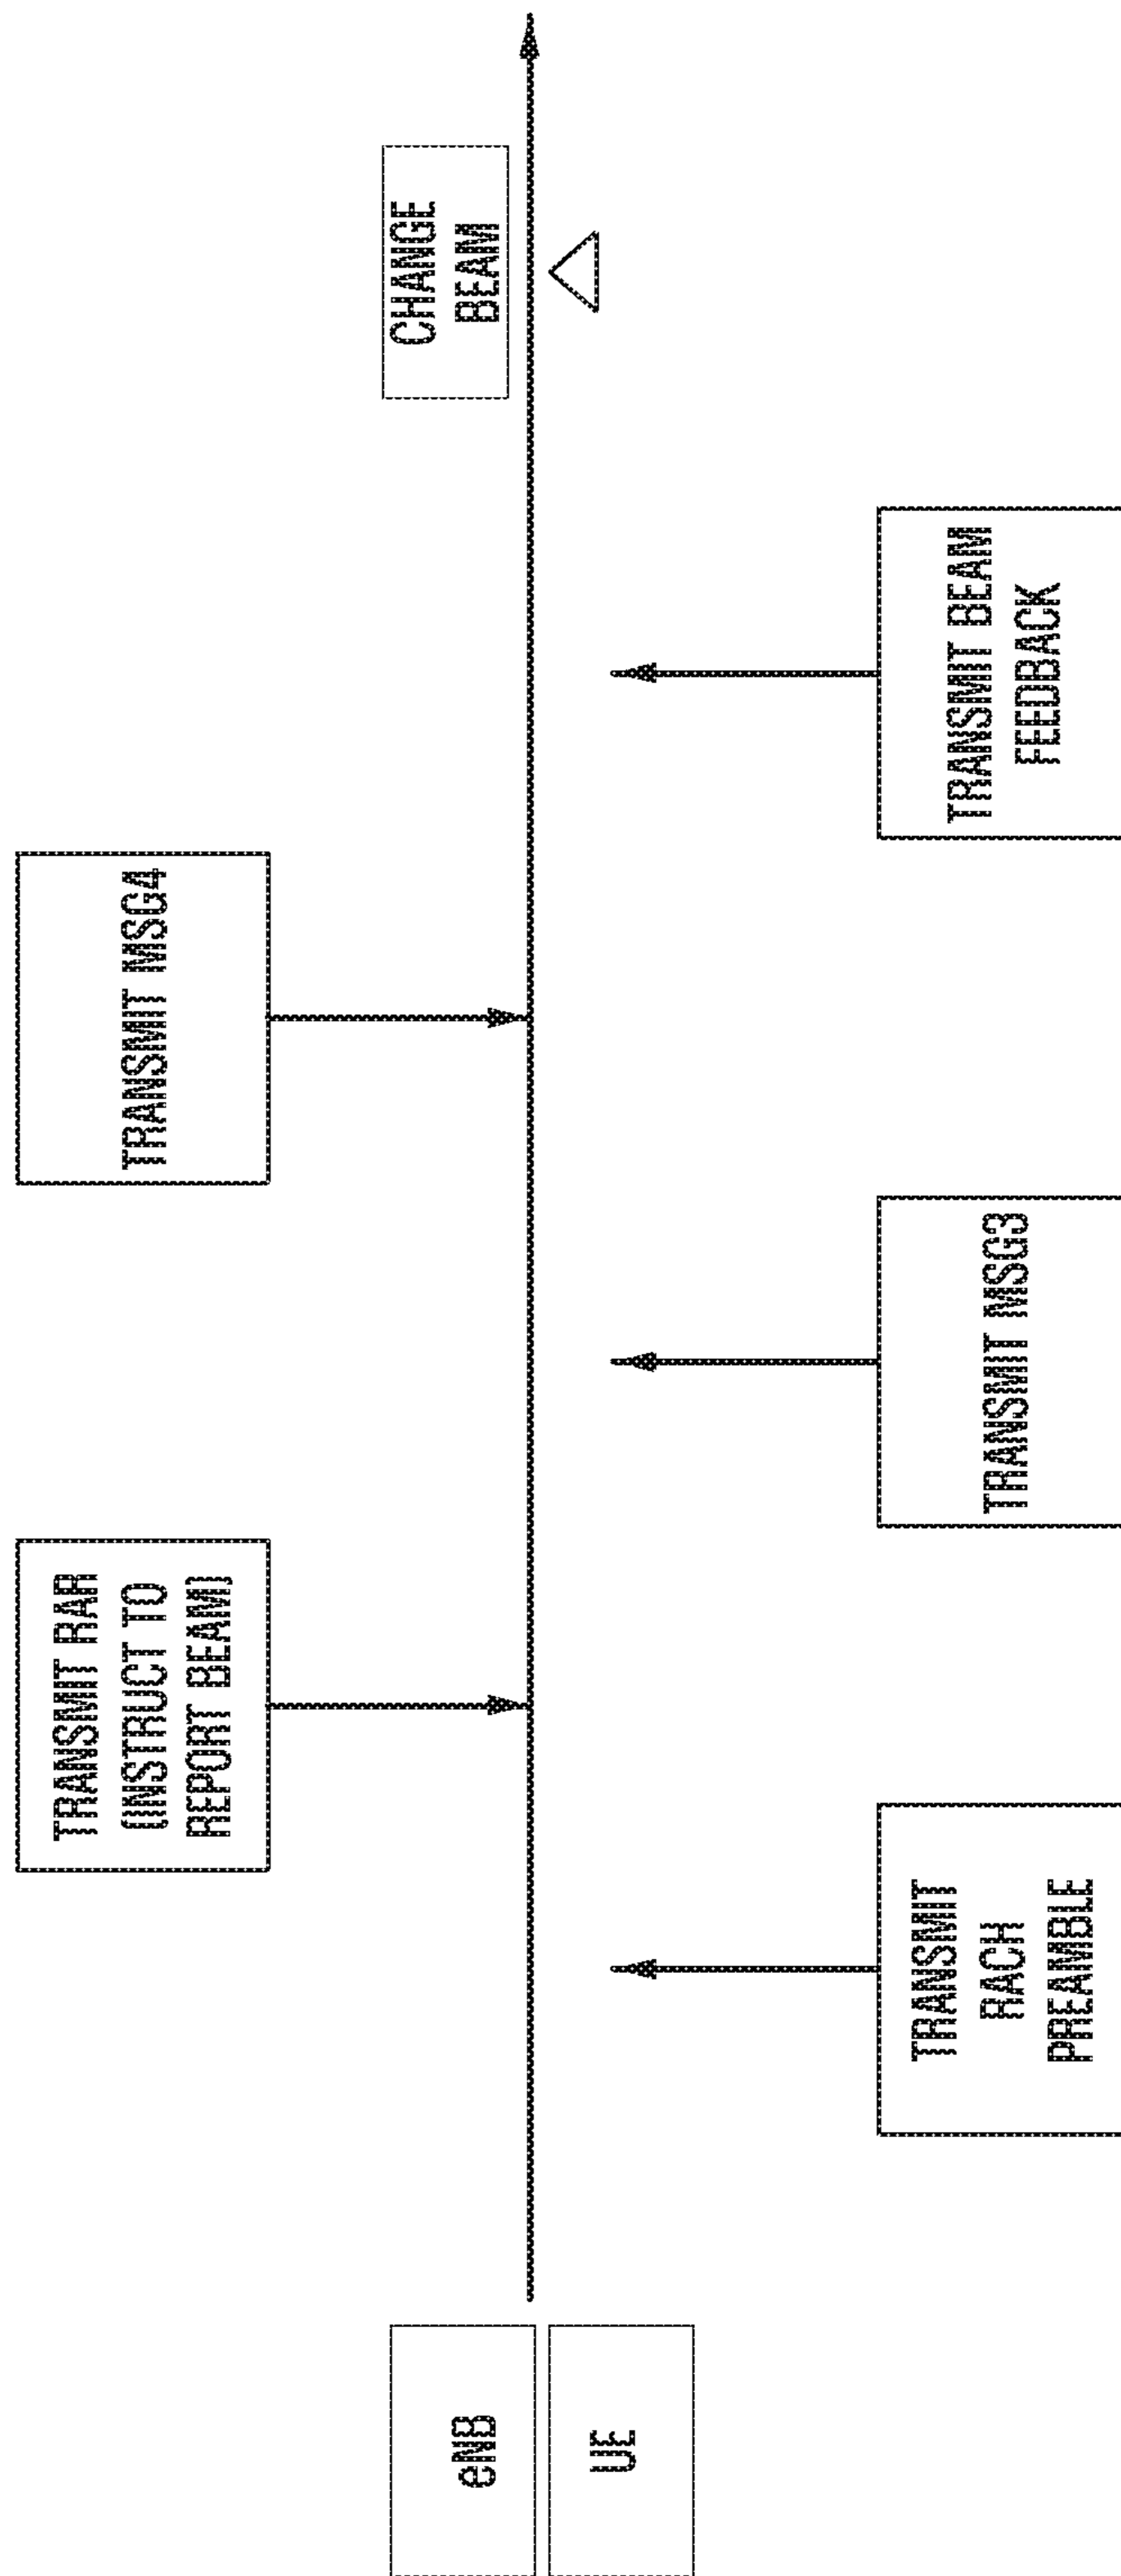 eNB
UE
TRANSMIT
RACH
PREAMBLE
TRANSMIT RAR
(INSTRUCT TO
REPORT BEAM)
TRANSMIT MSG3
TRANSMIT MSG4
TRANSMIT BEAM
FEEDBACK
CHANGE
BEAM